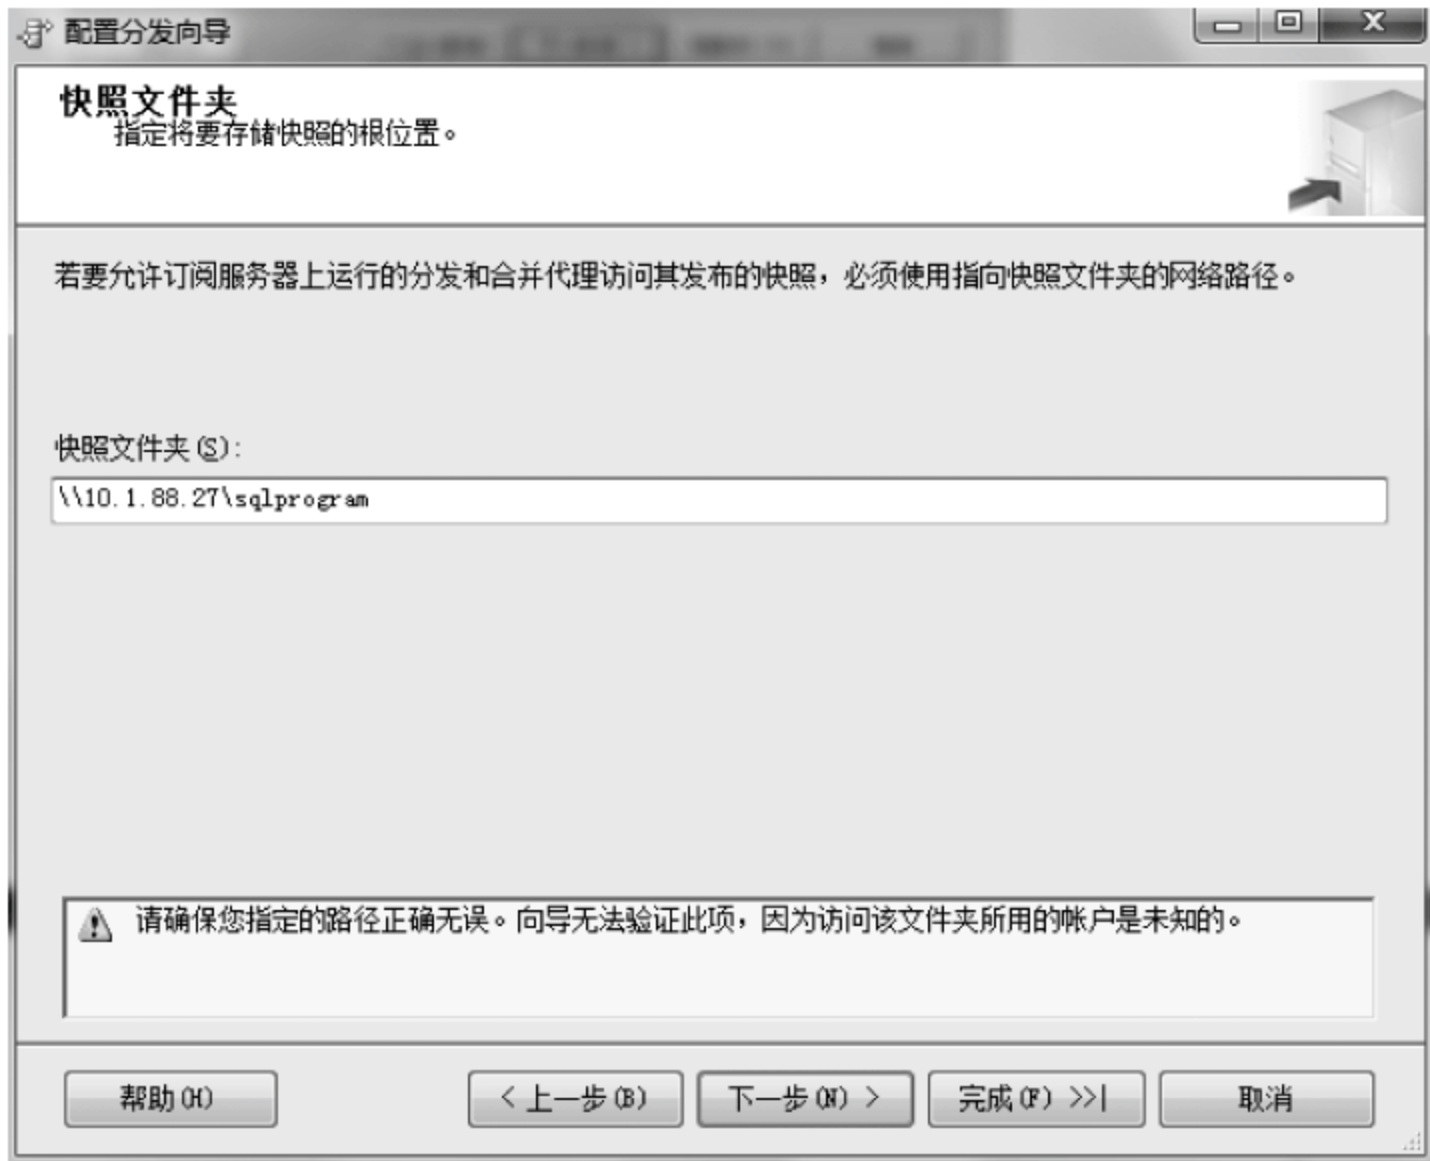 配置分发向导
快照文件夹
指定将要存储快照的根位置。
若要允许订阅服务器上运行的分发和合并代理访问其发布的快照，必须使用指向快照文件夹的网络路径。
快照文件夹(S):
\\10.1.88.27\sqlprogram
请确保您指定的路径正确无误。向导无法验证此项，因为访问该文件夹所用的帐户是未知的。
帮助(H) < 上一步(B) 下一步(N) > 完成(F) >>| 取消